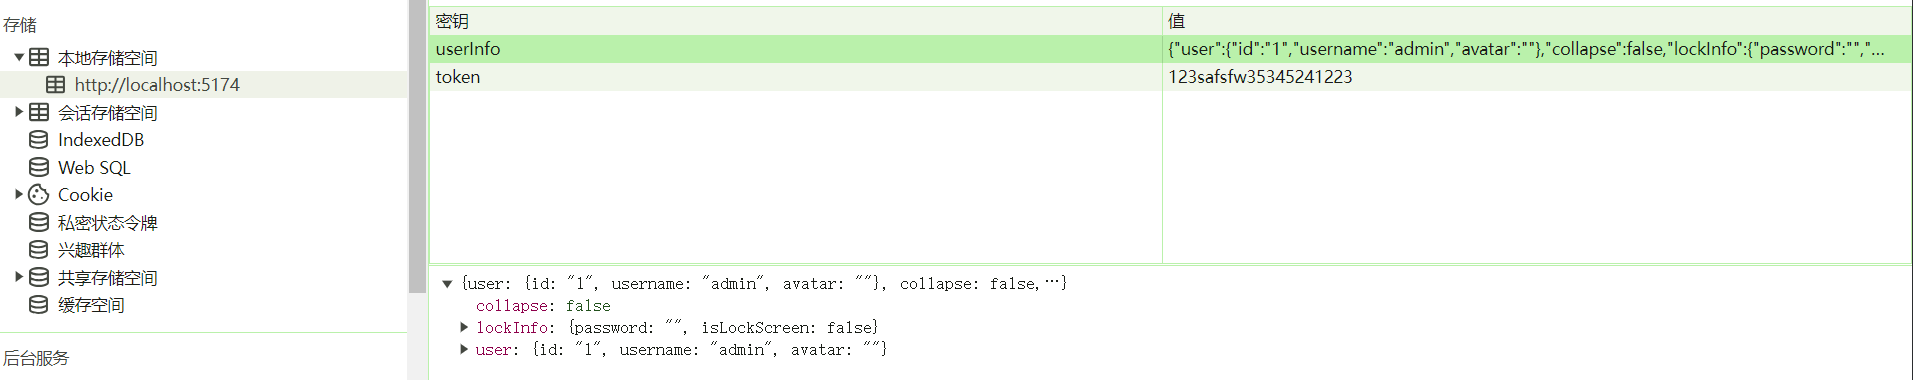 存储
本地存储空间
http://localhost:5174
会话存储空间
IndexedDB
Web SQL
Cookie
私密状态令牌
兴趣群体
共享存储空间
缓存空间
后台服务
密钥 值
userInfo {"user":{"id":"1","username":"admin","avatar":""},"collapse":false,"lockInfo":{"password":"","...
token 123safsfw35345241223
{user: {id: "1", username: "admin", avatar: ""}, collapse: false,…}
collapse: false
lockInfo: {password: "", isLockScreen: false}
user: {id: "1", username: "admin", avatar: ""}